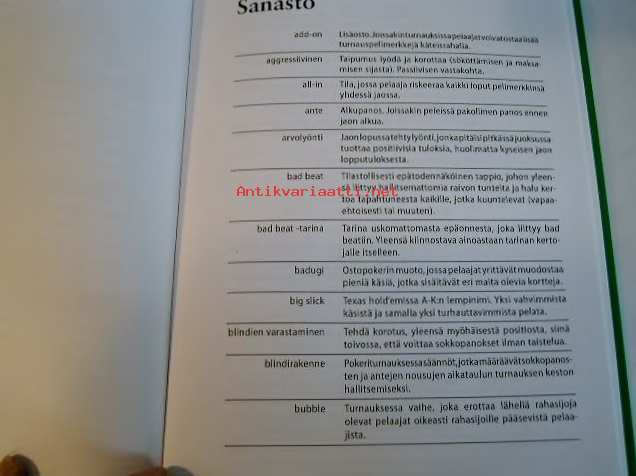 Sanasto
add-on Lisäosto. Joissakin turnauksissa pelaajat voivat ostaa lisää
turnauspelimerkkejä käteisrahalla.
aggressiivinen Taipumus lyödä ja korottaa (sököttämisen ja maksa-
misen sijasta). Passiivisen vastakohta.
all-in Tila, jossa pelaaja riskeeraa kaikki loput pelimerkkinsä
yhdessä jaossa.
ante Alkupanos. Joissakin peleissä pakollinen panos ennen
jaon alkua.
arvolyönti Jaon lopussa tehty lyönti, jonka pitäisi pitkässä juoksussa
tuottaa positiivisia tuloksia, huolimatta kyseisen jaon
lopputuloksesta.
bad beat Tilastollisesti epätodennäköinen tappio, johon yleen-
sä liittyy hallitsemattomia raivon tunteita ja halu ker-
Antikvariaatti.net
toa tapahtuneesta kaikille, jotka kuuntelevat (vapaa-
ehtoisesti tai muuten).
bad beat -tarina Tarina uskomattomasta epäonnesta, joka liittyy bad
beatiin. Yleensä kiinnostava ainoastaan tarinan kerto-
jalle itselleen.
badugi Ostopokerin muoto, jossa pelaajat yrittävät muodostaa
pieniä käsiä, jotka sisältävät eri maita olevia kortteja.
big slick Texas hold'emissa A-K:n lempinimi. Yksi vahvimmista
käsistä ja samalla yksi turhauttavimmista pelata.
blindien varastaminen Tehdä korotus, yleensä myöhäisestä positiosta, siinä
toivossa, että voittaa sokkopanokset ilman taistelua.
blindirakenne Pokeriturnauksessa säännöt, jotka määräävät sokkopanos-
ten ja antejen nousujen aikataulun turnauksen keston
hallitsemiseksi.
bubble Turnauksessa vaihe, joka erottaa lähellä rahasijoja
olevat pelaajat oikeasti rahasijoille pääsevistä pelaa-
jista.